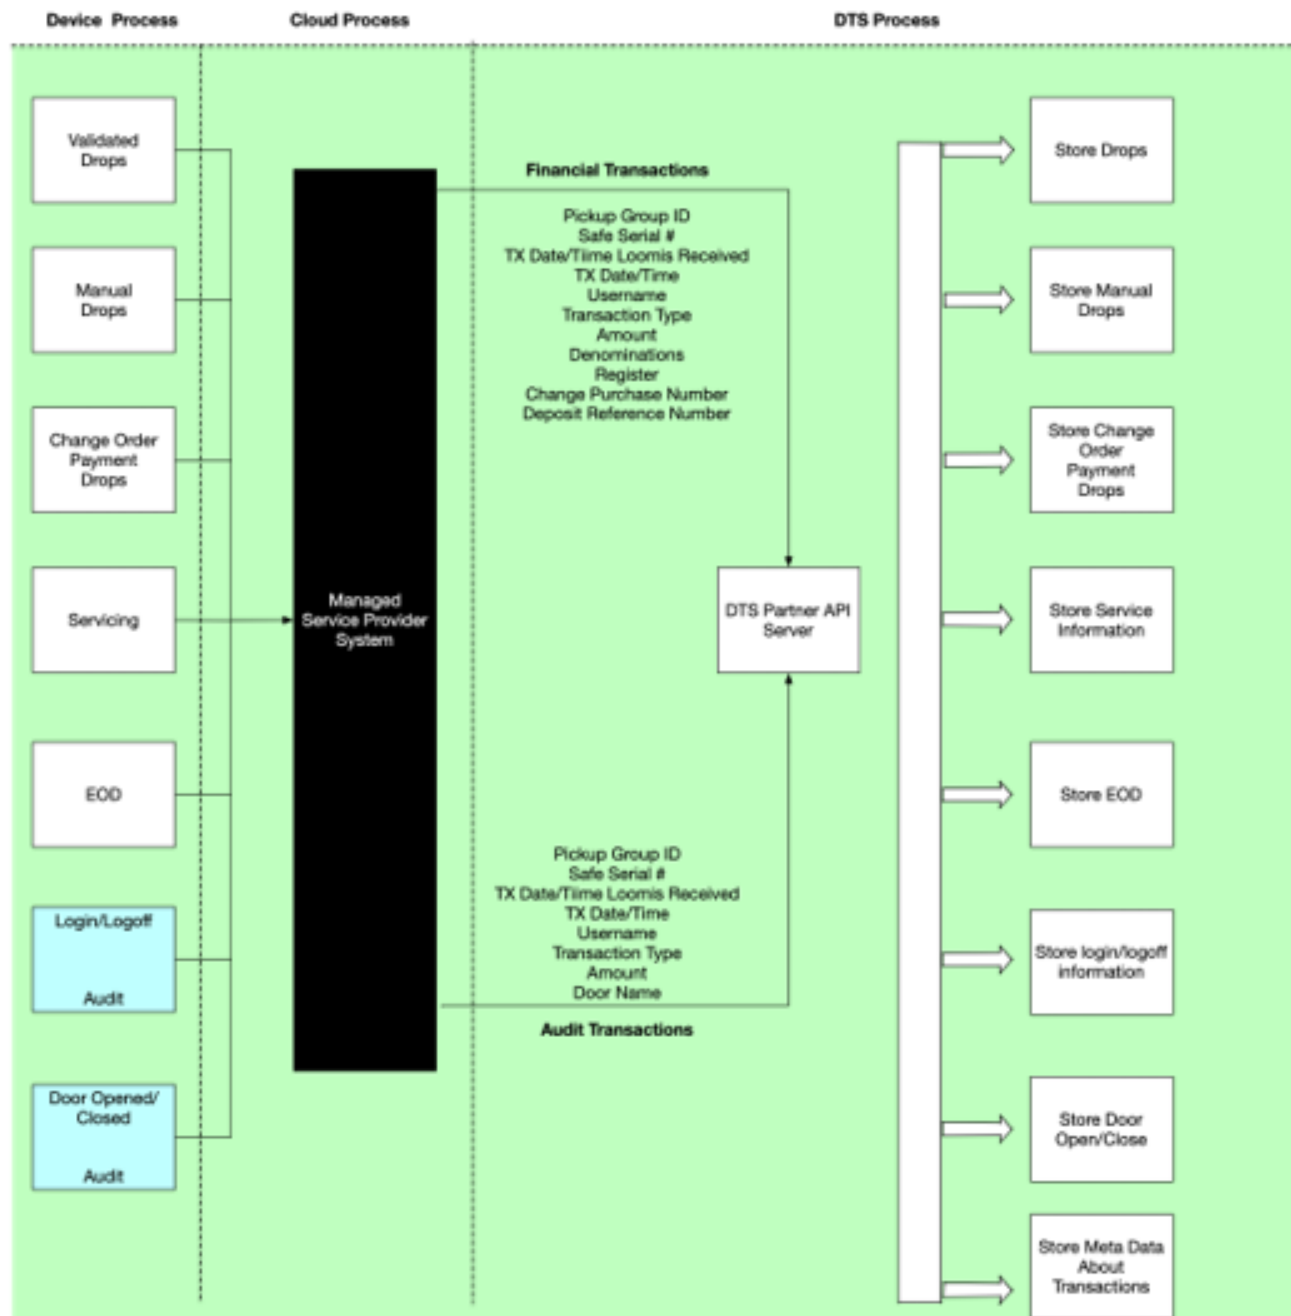 Device Process
Cloud Process
DTS Process
Validated
Drops
Manual
Drops
Change Order
Payment
Drops
Servicing
EOD
Login/Logoff
Audit
Door Opened/
Closed
Audit
Managed
Service Provider
System
Financial Transactions
Pickup Group ID
Safe Serial #
TX Date/Tiime Loomis Received
TX Date/Time
Username
Transaction Type
Amount
Denominations
Register
Change Purchase Number
Deposit Reference Number
DTS Partner API
Server
Pickup Group ID
Safe Serial #
TX Date/Tiime Loomis Received
TX Date/Time
Username
Transaction Type
Amount
Door Name
Audit Transactions
Store Drops
Store Manual
Drops
Store Change
Order
Payment
Drops
Store Service
Information
Store EOD
Store login/logoff
information
Store Door
Open/Close
Store Meta Data
About
Transactions